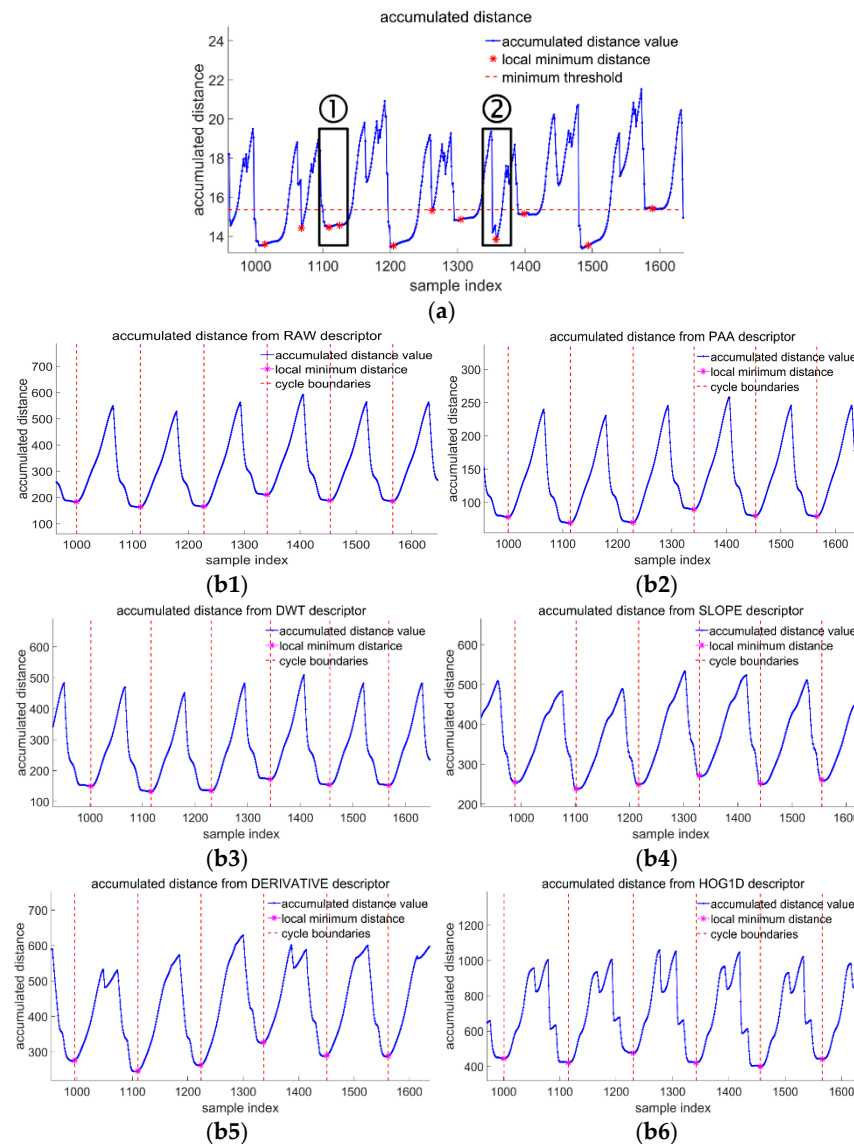 accumulated distance
24
22
20
18
16
14
accumulated distance
accumulated distance value
local minimum distance
minimum threshold
①
②
1000 1100 1200 1300 1400 1500 1600
sample index
(a)
accumulated distance from RAW descriptor
700
600
500
400
300
200
100
accumulated distance
accumulated distance value
local minimum distance
cycle boundaries
1000 1100 1200 1300 1400 1500 1600
sample index
(b1)
accumulated distance from PAA descriptor
300
250
200
150
100
accumulated distance
accumulated distance value
local minimum distance
cycle boundaries
1000 1100 1200 1300 1400 1500 1600
sample index
(b2)
accumulated distance from DWT descriptor
600
500
400
300
200
100
accumulated distance
accumulated distance value
local minimum distance
cycle boundaries
1000 1100 1200 1300 1400 1500 1600
sample index
(b3)
accumulated distance from SLOPE descriptor
600
500
400
300
200
accumulated distance
accumulated distance value
local minimum distance
cycle boundaries
1000 1100 1200 1300 1400 1500 1600
sample index
(b4)
accumulated distance from DERIVATIVE descriptor
700
600
500
400
300
accumulated distance
accumulated distance value
local minimum distance
cycle boundaries
1000 1100 1200 1300 1400 1500 1600
sample index
(b5)
accumulated distance from HOG1D descriptor
1200
1000
800
600
400
accumulated distance
accumulated distance value
local minimum distance
cycle boundaries
1000 1100 1200 1300 1400 1500 1600
sample index
(b6)